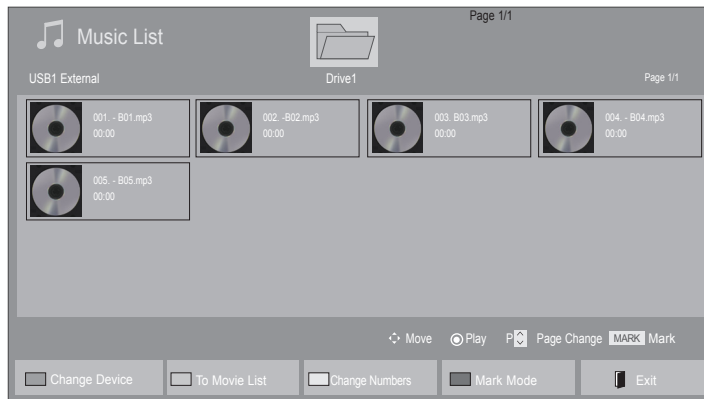 Page 1/1
Music List
USB1 External Drive1 Page 1/1
001. - B01.mp3 002. -B02.mp3 003. B03.mp3 004. - B04.mp3
00:00 00:00 00:00 00:00
005. - B05.mp3
00:00
Move Play P Page Change MARK Mark
Change Device To Movie List Change Numbers Mark Mode Exit